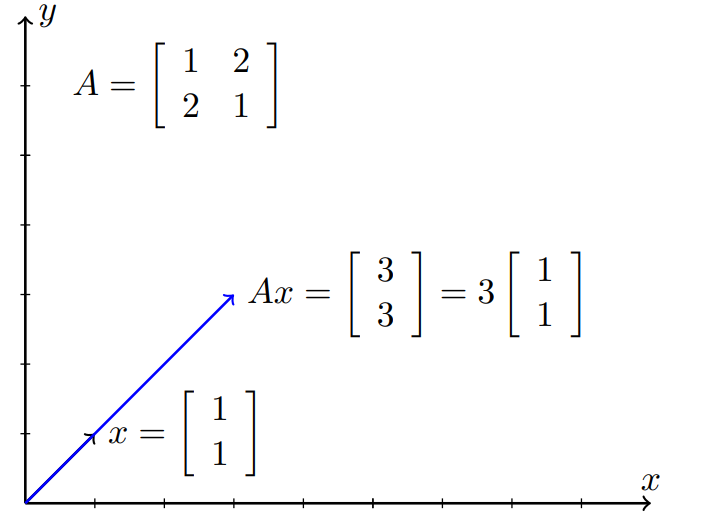 y
A = [ 1 2
2 1 ]
Ax = [ 3
3 ] = 3 [ 1
1 ]
x = [ 1
1 ]
x